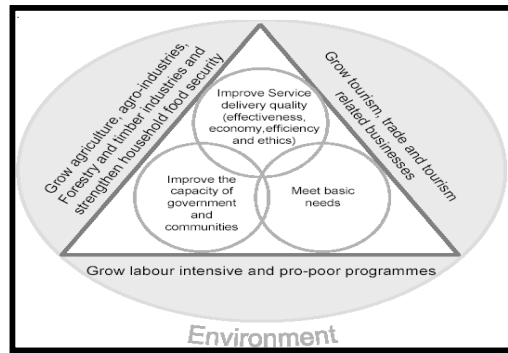 Grow agriculture, agro-industries,
Forestry and timber industries and
strengthen household food security
Grow tourism, trade and tourism
related businesses
Improve Service
delivery quality
(effectiveness,
economy,efficiency
and ethics)
Improve the
capacity of
government
and
communities
Meet basic
needs
Grow labour intensive and pro-poor programmes
Environment